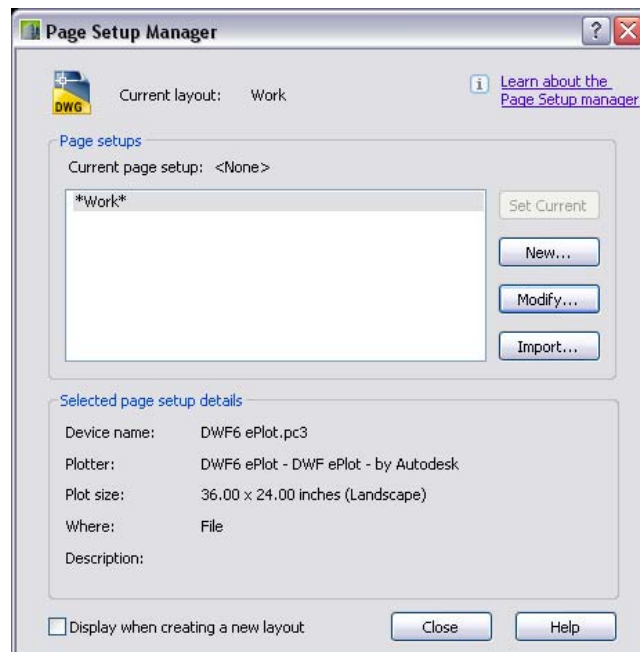 Page Setup Manager
?
X
DWG
Current layout: Work
i
Learn about the
Page Setup manager
Page setups
Current page setup: <None>
*Work*
Set Current
New...
Modify...
Import...
Selected page setup details
Device name: DWF6 ePlot.pc3
Plotter: DWF6 ePlot - DWF ePlot - by Autodesk
Plot size: 36.00 x 24.00 inches (Landscape)
Where: File
Description:
Display when creating a new layout
Close
Help